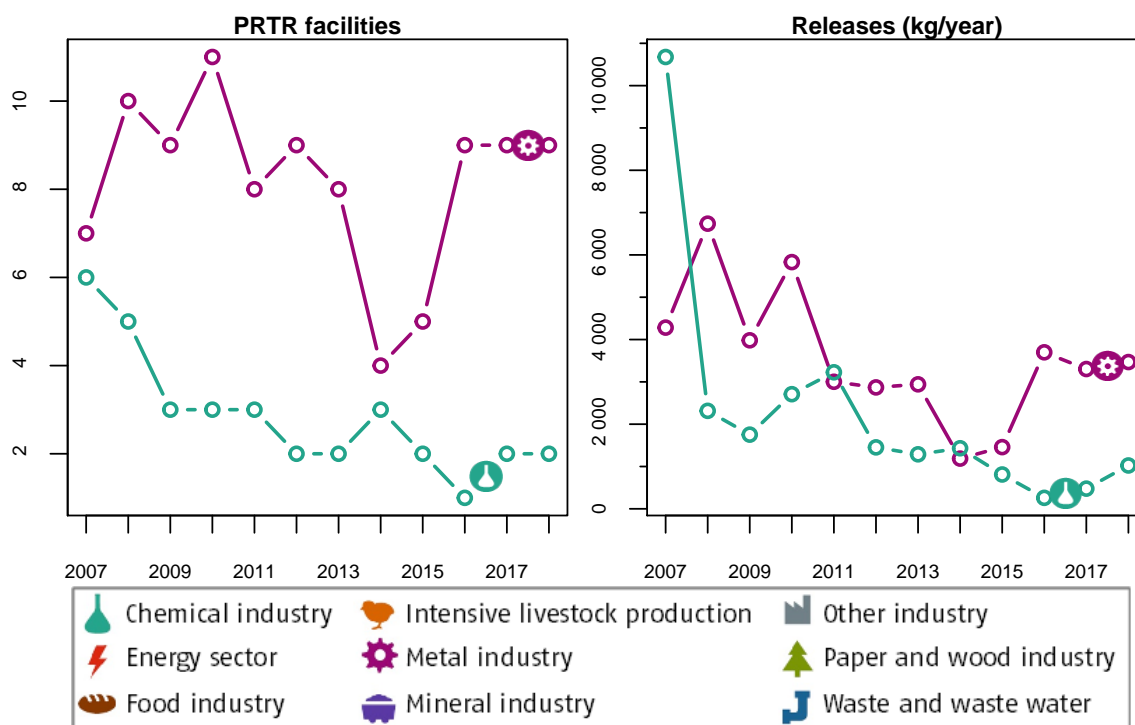 PRTR facilities
10
8
6
4
2
2007 2009 2011 2013 2015 2017
Releases (kg/year)
10 000
8 000
6 000
4 000
2 000
0
2007 2009 2011 2013 2015 2017
Chemical industry Intensive livestock production Other industry
Energy sector Metal industry Paper and wood industry
Food industry Mineral industry Waste and waste water